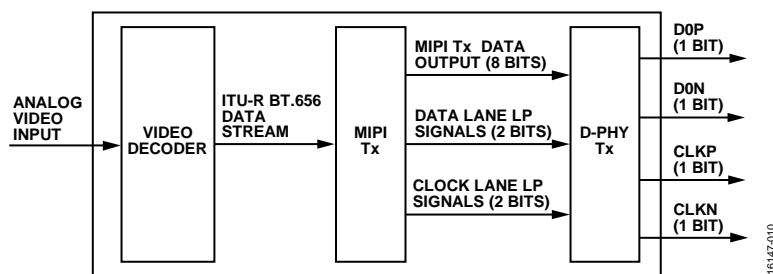 ANALOG
VIDEO
INPUT
VIDEO
DECODER
ITU-R BT.656
DATA
STREAM
MIPI
Tx
MIPI Tx DATA
OUTPUT (8 BITS)
DATA LANE LP
SIGNALS (2 BITS)
CLOCK LANE LP
SIGNALS (2 BITS)
D-PHY
Tx
D0P
(1 BIT)
D0N
(1 BIT)
CLKP
(1 BIT)
CLKN
(1 BIT)
16147-010